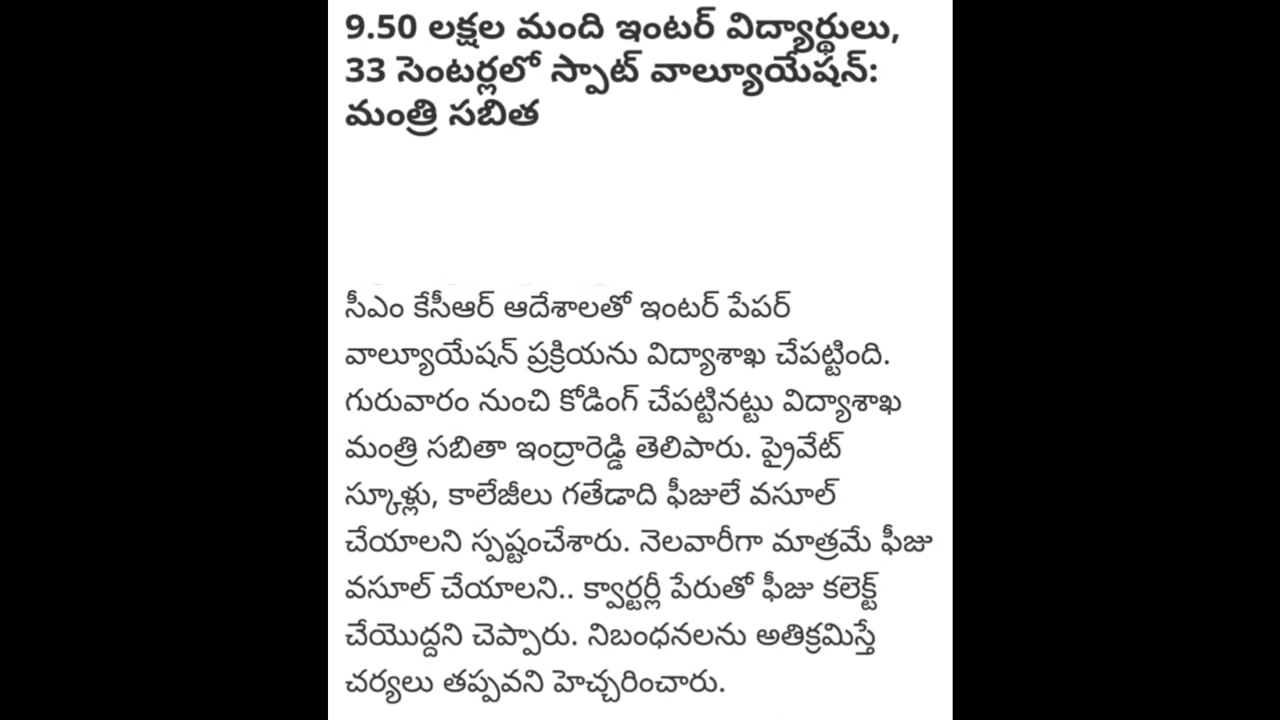 9.50 లక్షల మంది ఇంటర్ విద్యార్థులు,
33 సెంటర్లలో స్పాట్ వాల్యూయేషన్:
మంత్రి సబిత
సీఎం కేసీఆర్ ఆదేశాలతో ఇంటర్ పేపర్
వాల్యూయేషన్ ప్రక్రియను విద్యాశాఖ చేపట్టింది.
గురువారం నుంచి కోడింగ్ చేపట్టినట్టు విద్యాశాఖ
మంత్రి సబితా ఇంద్రారెడ్డి తెలిపారు. ప్రైవేట్
స్కూళ్లు, కాలేజీలు గతేడాది ఫీజులే వసూల్
చేయాలని స్పష్టంచేశారు. నెలవారీగా మాత్రమే ఫీజు
వసూల్ చేయాలని.. క్వార్టర్లీ పేరుతో ఫీజు కలెక్ట్
చేయొద్దని చెప్పారు. నిబంధనలను అతిక్రమిస్తే
చర్యలు తప్పవని హెచ్చరించారు.